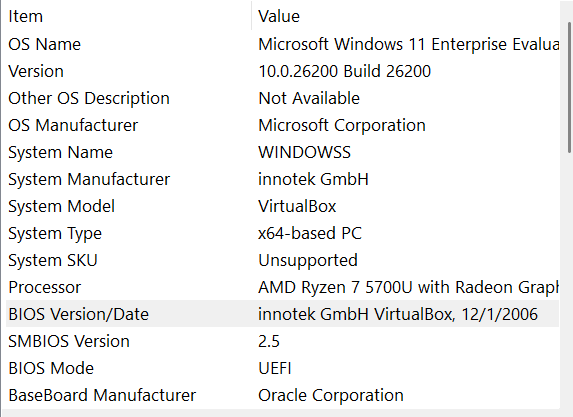 Item Value
OS Name Microsoft Windows 11 Enterprise
Version 10.0.26200 Build 26200
Other OS Description Not Available
OS Manufacturer Microsoft Corporation
System Name WINDOWSS
System Manufacturer innotek GmbH
System Model VirtualBox
System Type x64-based PC
System SKU Unsupported
Processor AMD Ryzen 7 5700U with Radeon
BIOS Version/Date innotek GmbH VirtualBox, 12/1/2006
SMBIOS Version 2.5
BIOS Mode UEFI
BaseBoard Manufacturer Oracle Corporation